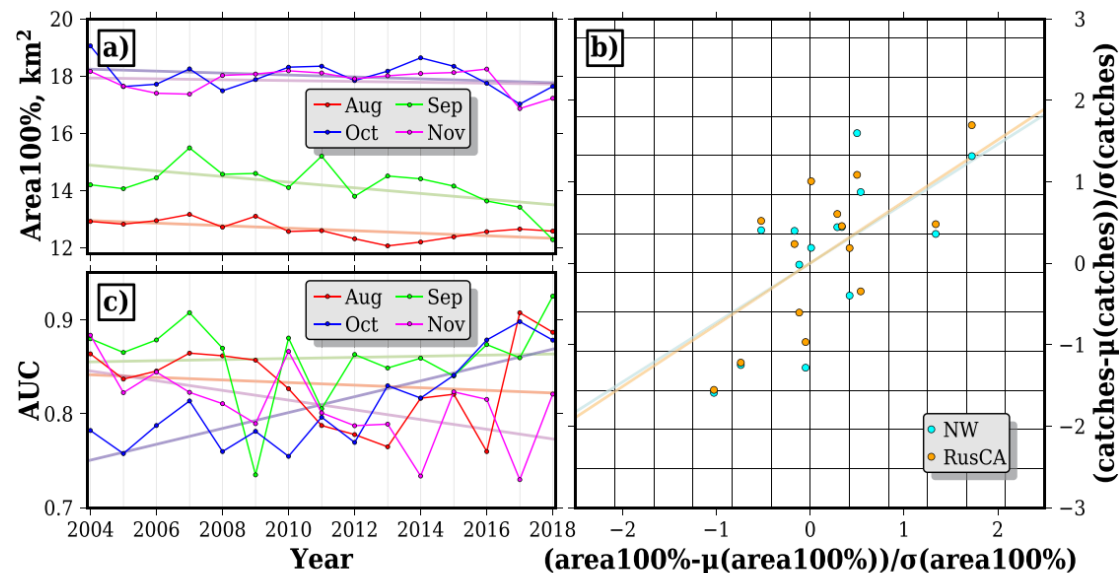 a)
Area100%, km²
20
18
16
14
12
Aug
Sep
Oct
Nov
c)
AUC
0.9
0.8
0.7
Aug
Sep
Oct
Nov
2004 2006 2008 2010 2012 2014 2016 2018
Year
b)
3
2
1
0
−1
−2
−3
(catches-μ(catches))/σ(catches)
NW
RusCA
−2 −1 0 1 2
(area100%-μ(area100%))/σ(area100%)